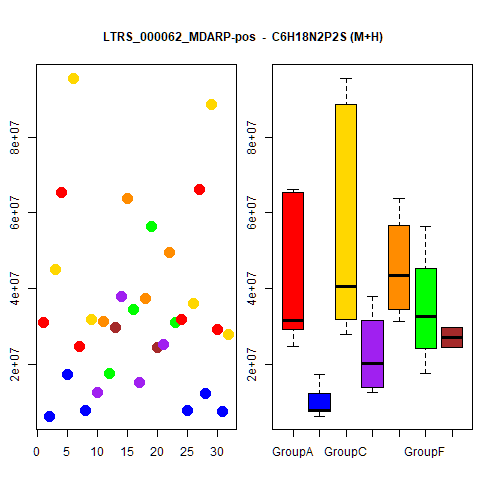 LTRS_000062_MDARP-pos - C6H18N2P2S (M+H)
8e+07
6e+07
4e+07
2e+07
0 5 10 15 20 25 30
8e+07
6e+07
4e+07
2e+07
GroupA GroupC GroupF